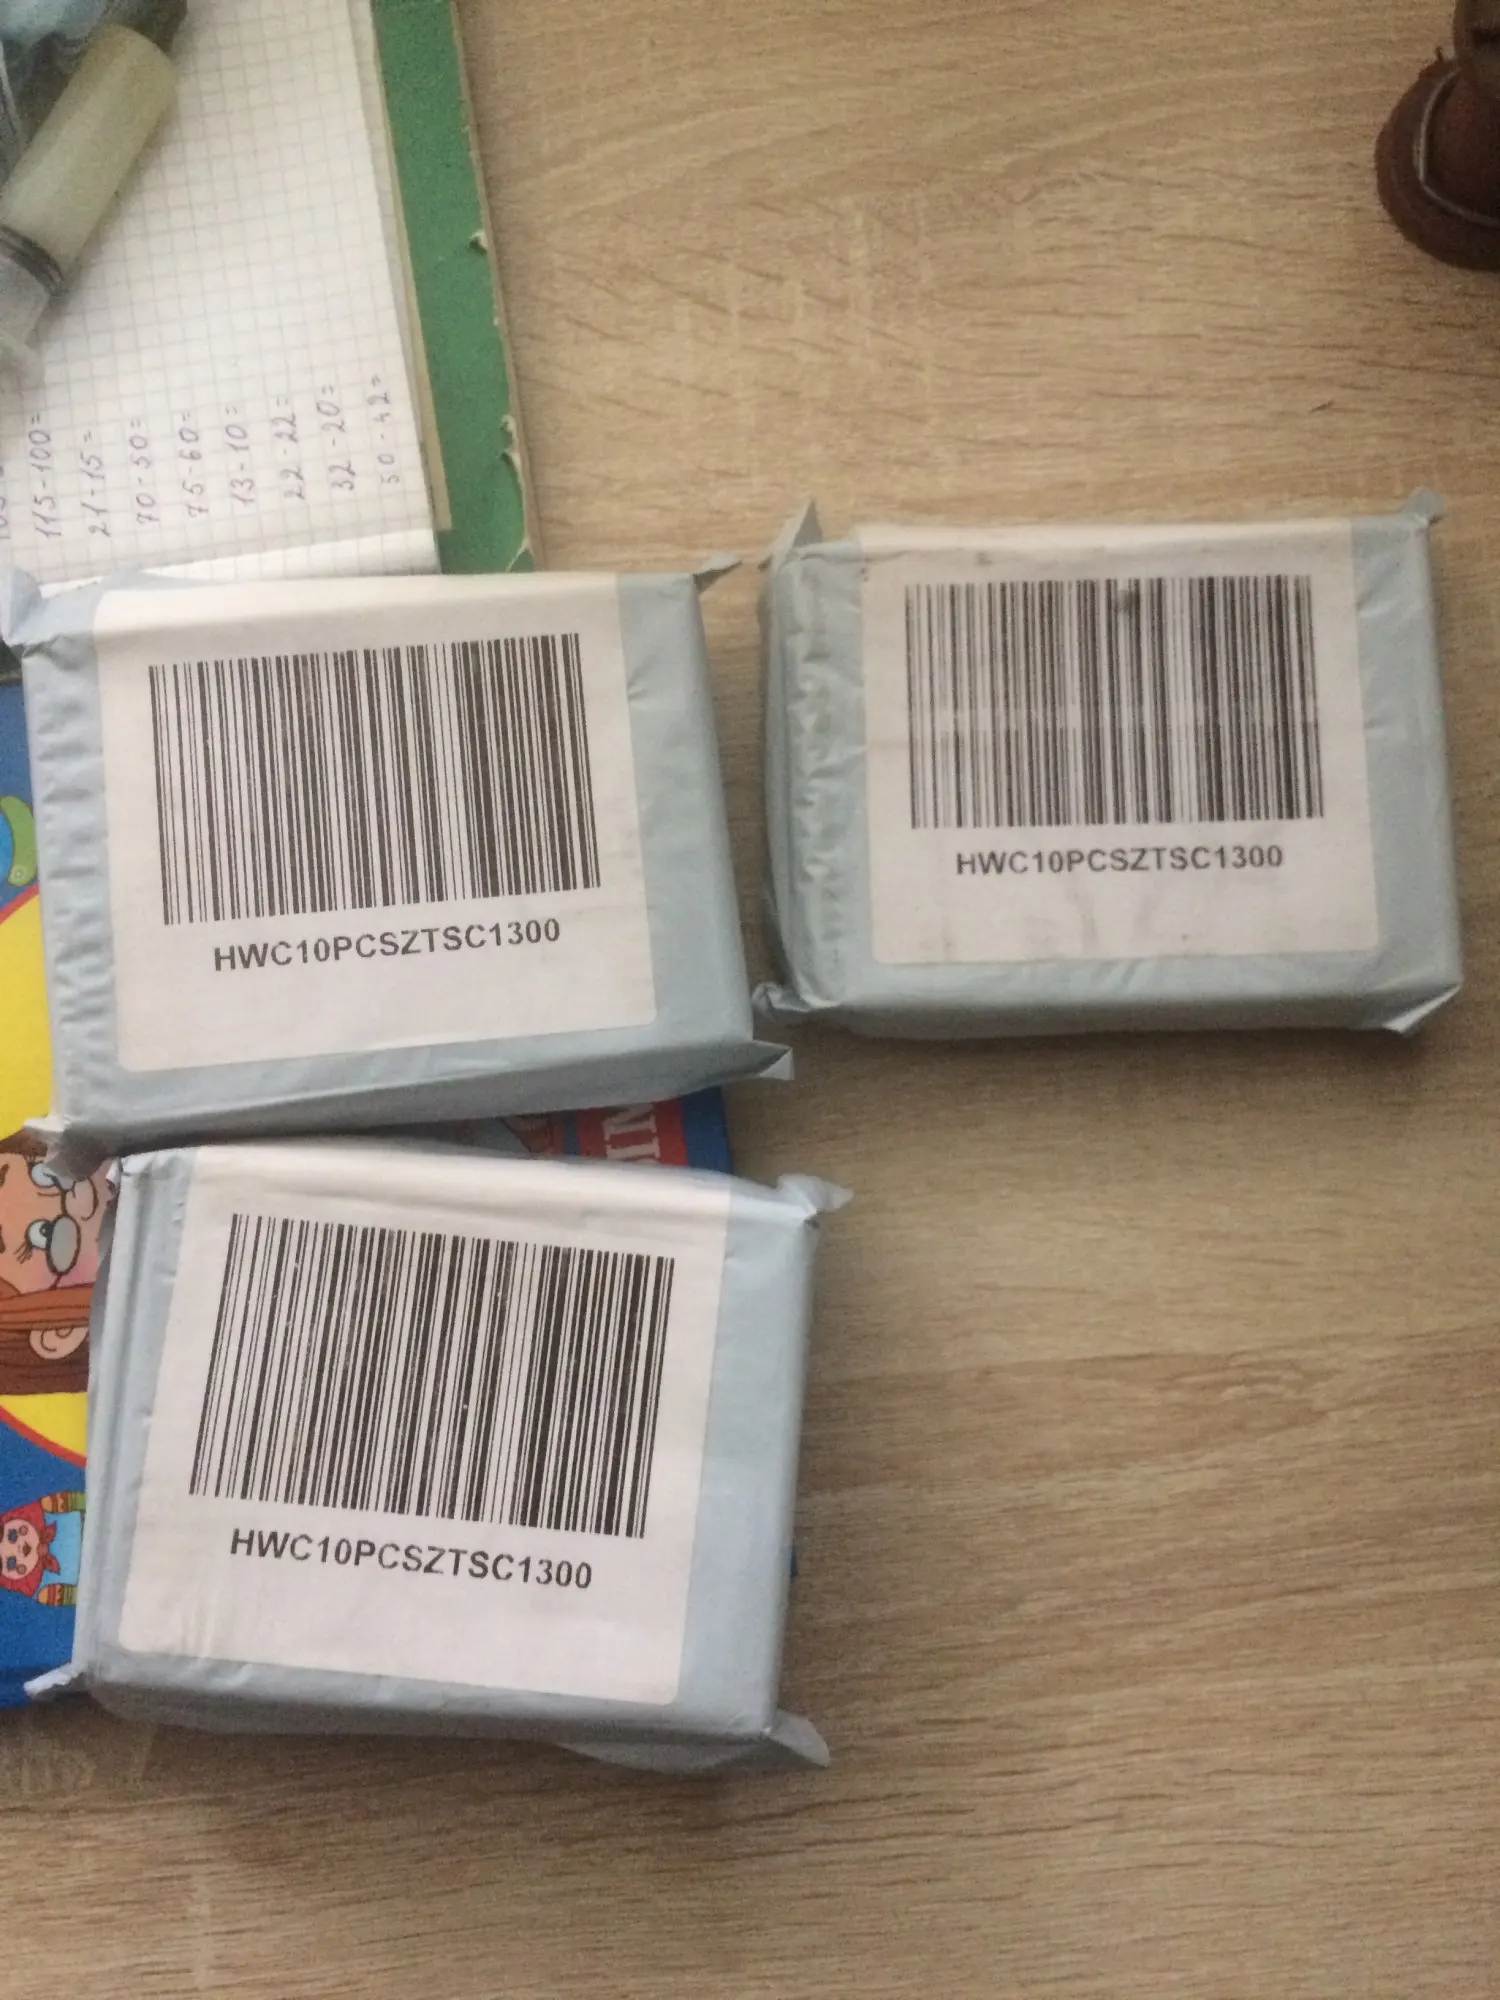 115-100=
21-15=
70-50=
75-60=
13-10=
22-22=
32-20=
50-42=
HWC10PCSZTSC1300
HWC10PCSZTSC1300
HWC10PCSZTSC1300